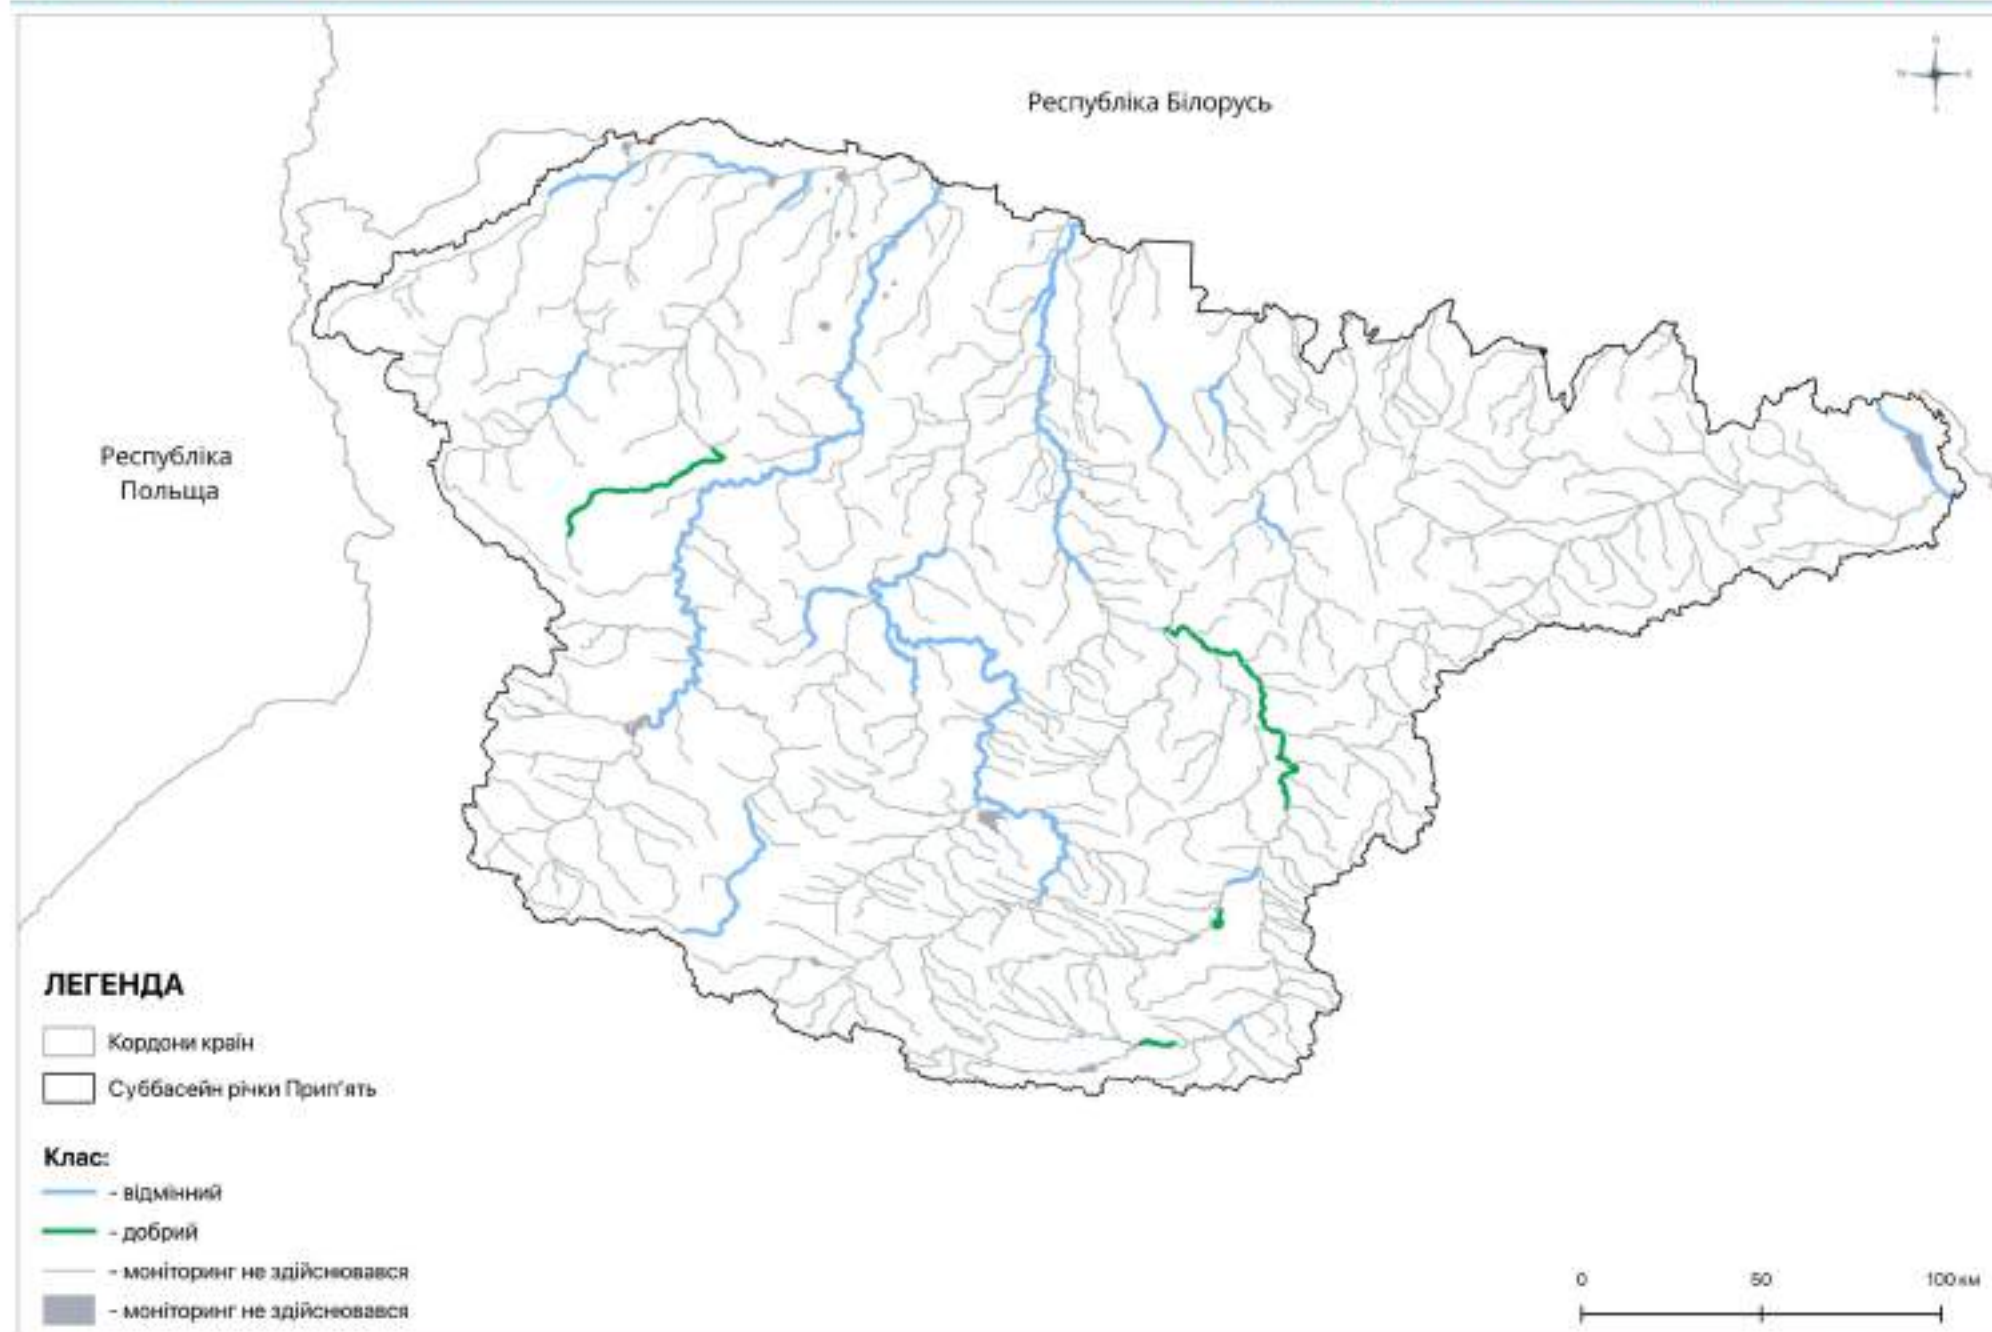 N
W
E
S
Республіка Білорусь
Республіка
Польща
ЛЕГЕНДА
Кордони країн
Суббасейн річки Прип'ять
Клас:
- відмінний
- добрий
- моніторинг не здійснювався
- моніторинг не здійснювався
0 50 100 км